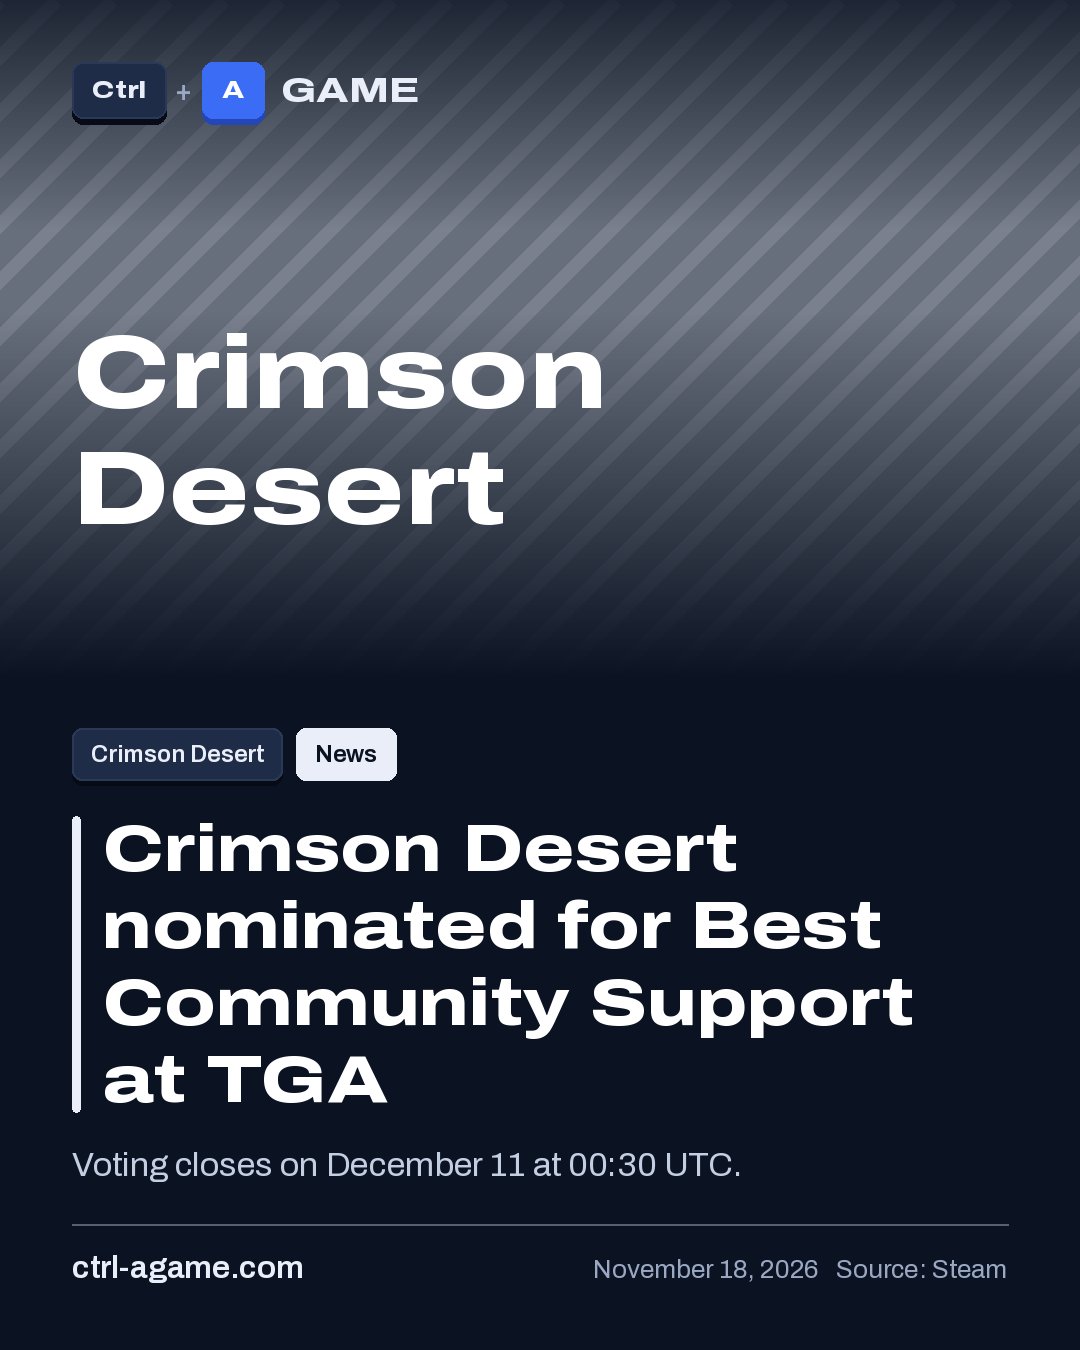 Ctrl + A GAME
Crimson
Desert
Crimson Desert News
Crimson Desert
nominated for Best
Community Support
at TGA
Voting closes on December 11 at 00:30 UTC.
ctrl-agame.com November 18, 2026 Source: Steam